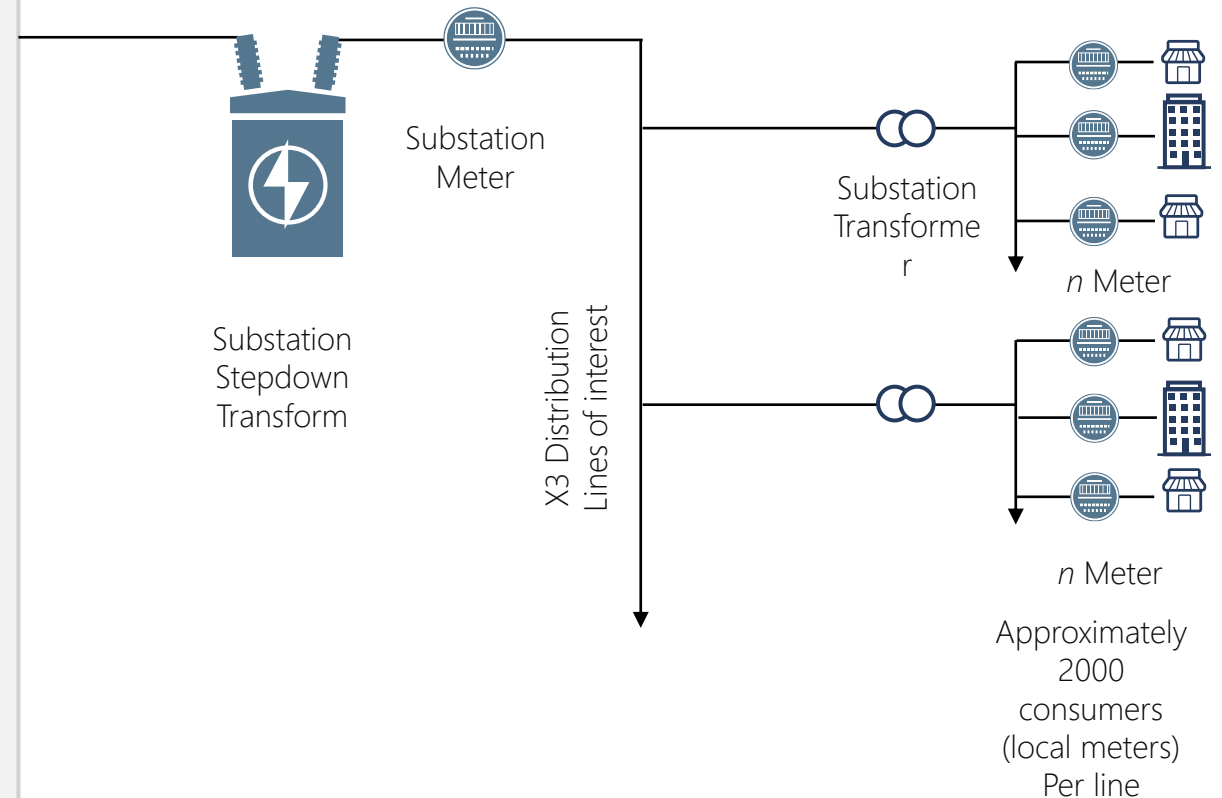 Substation
Meter
Substation
Transforme
r
n Meter
Substation
Stepdown
Transform
X3 Distribution
Lines of interest
n Meter
Approximately
2000
consumers
(local meters)
Per line